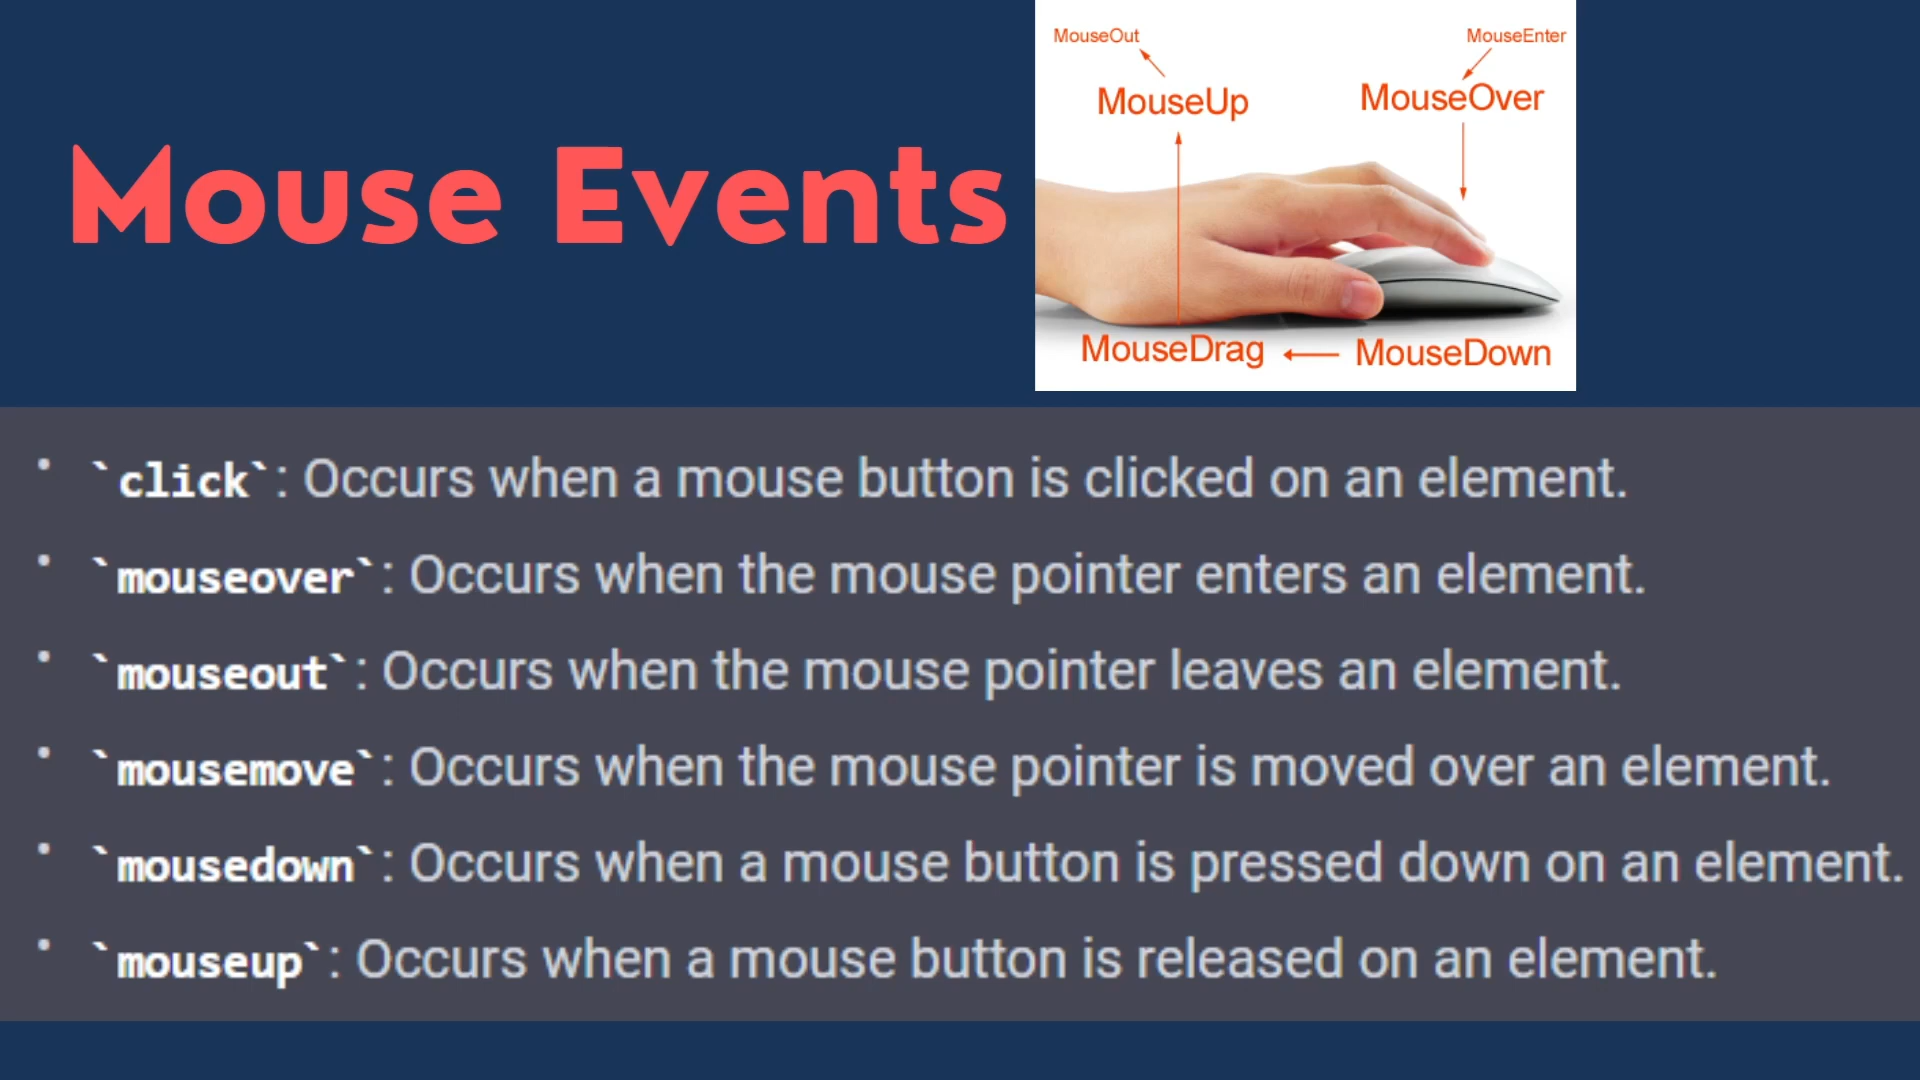 Mouse Events
MouseOut
MouseEnter
MouseUp
MouseOver
MouseDrag
MouseDown
• `click`: Occurs when a mouse button is clicked on an element.
• `mouseover`: Occurs when the mouse pointer enters an element.
• `mouseout`: Occurs when the mouse pointer leaves an element.
• `mousemove`: Occurs when the mouse pointer is moved over an element.
• `mousedown`: Occurs when a mouse button is pressed down on an element.
• `mouseup`: Occurs when a mouse button is released on an element.